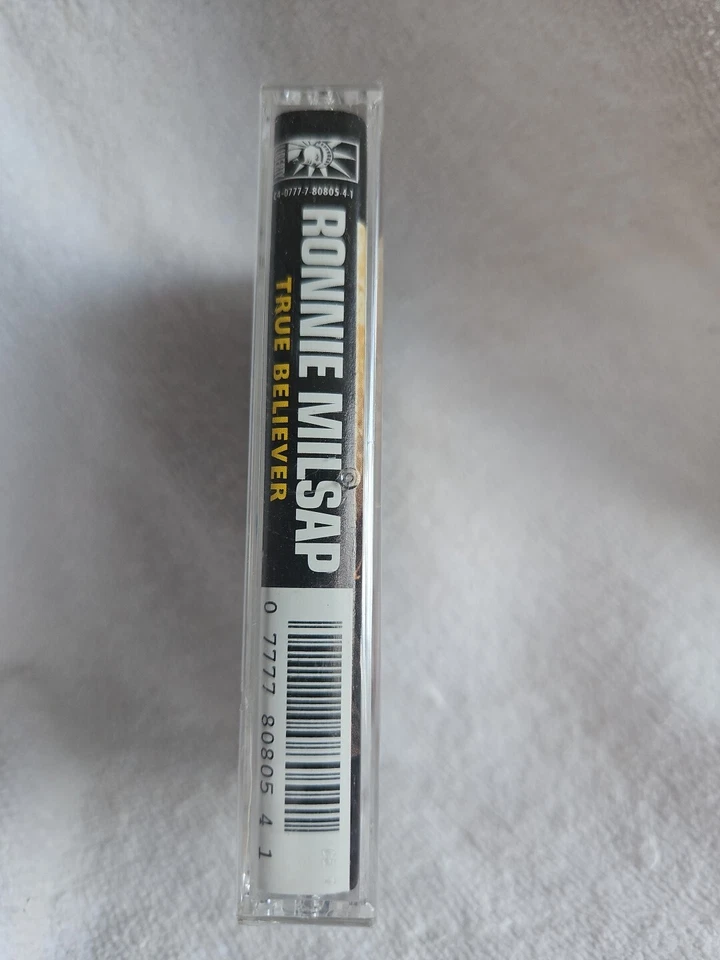 C4-0777-7-80805-4-1
RONNIE MILSAP
TRUE BELIEVER
0 7777 80805 4 1